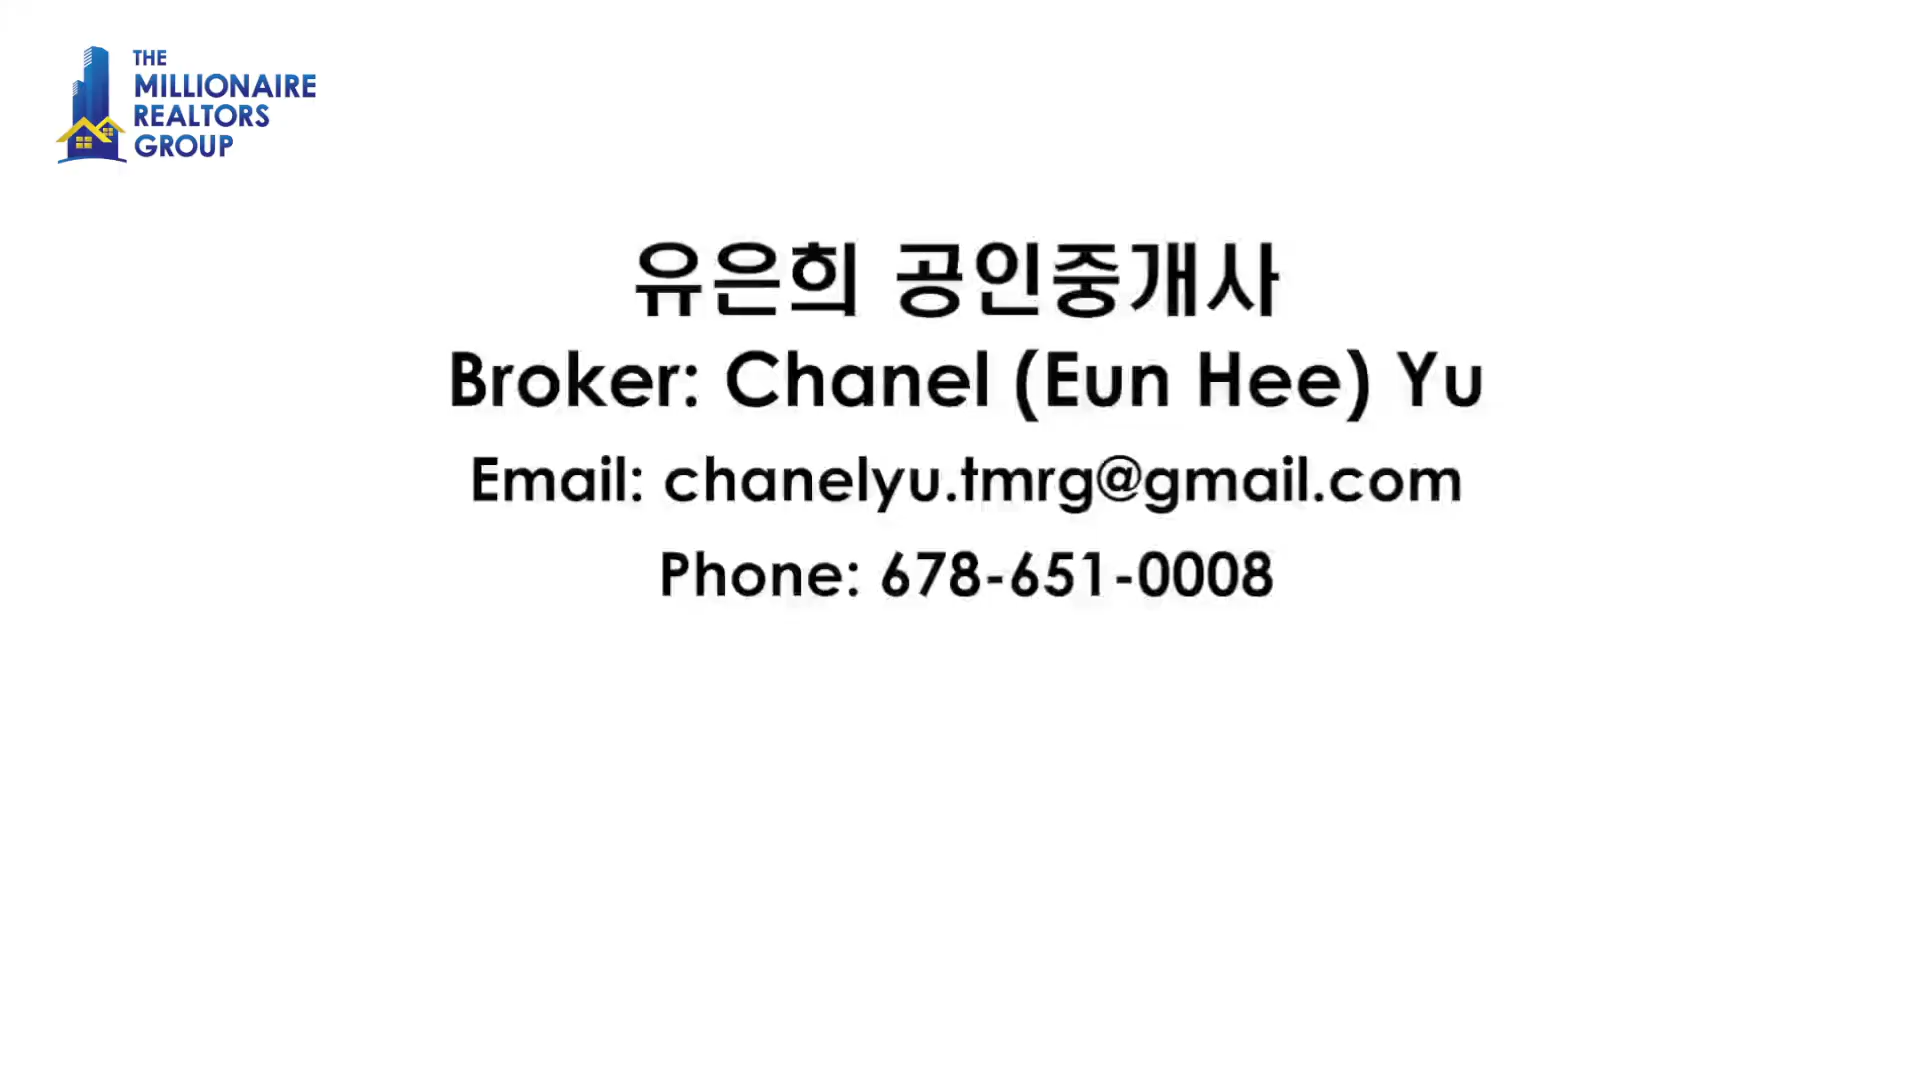 THE
MILLIONAIRE
REALTORS
GROUP
유은희 공인중개사
Broker: Chanel (Eun Hee) Yu
Email: chanelyu.tmrg@gmail.com
Phone: 678-651-0008